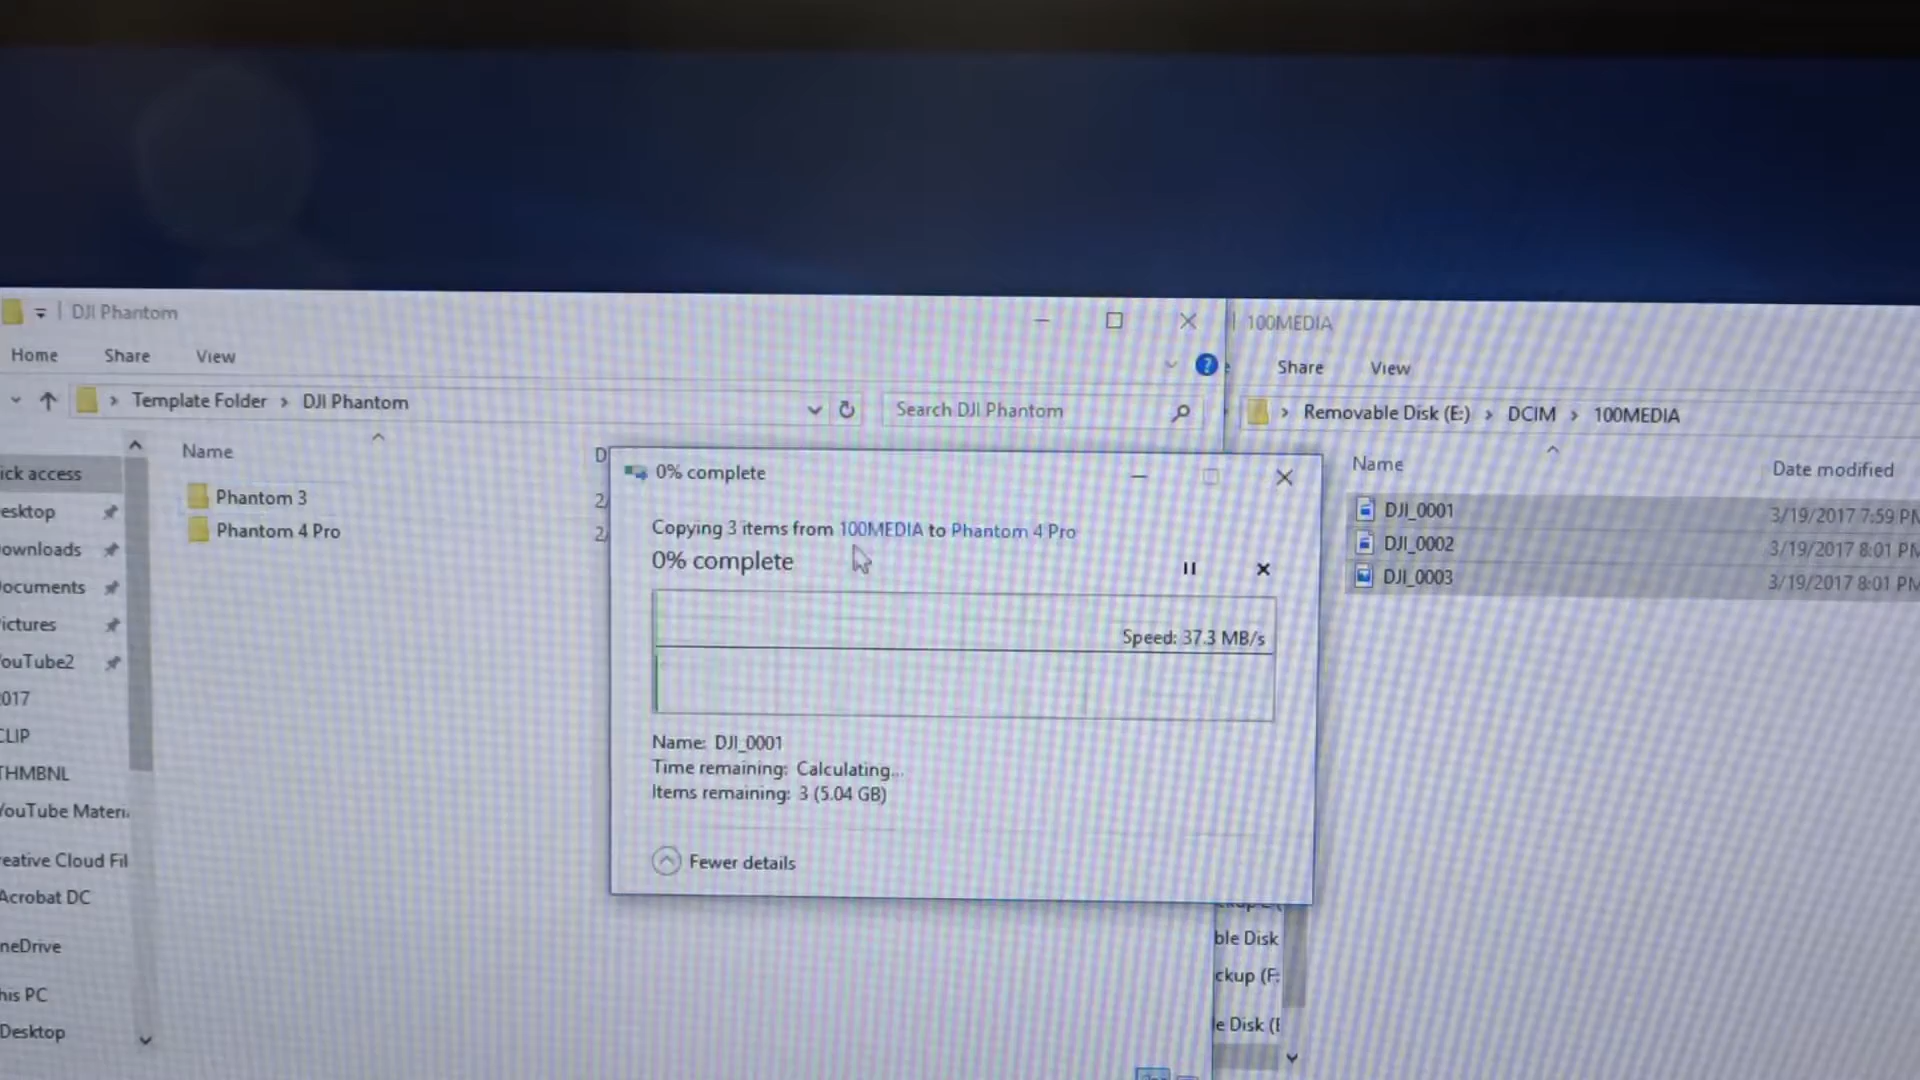 DJI Phantom
Home Share View
Template Folder > DJI Phantom
Search DJI Phantom
Name
Phantom 3
Phantom 4 Pro
ick access
esktop
ownloads
ocuments
ictures
ouTube2
017
CLIP
THMBNL
YouTube Materi
reative Cloud Fil
Acrobat DC
neDrive
his PC
Desktop
0% complete
Copying 3 items from 100MEDIA to Phantom 4 Pro
0% complete
Speed: 37.3 MB/s
Name: DJI_0001
Time remaining: Calculating...
Items remaining: 3 (5.04 GB)
Fewer details
100MEDIA
Share View
> Removable Disk (E:) > DCIM > 100MEDIA
Name Date modified
DJI_0001 3/19/2017 7:59 PM
DJI_0002 3/19/2017 8:01 PM
DJI_0003 3/19/2017 8:01 PM
ble Disk
ckup (F:
le Disk (E